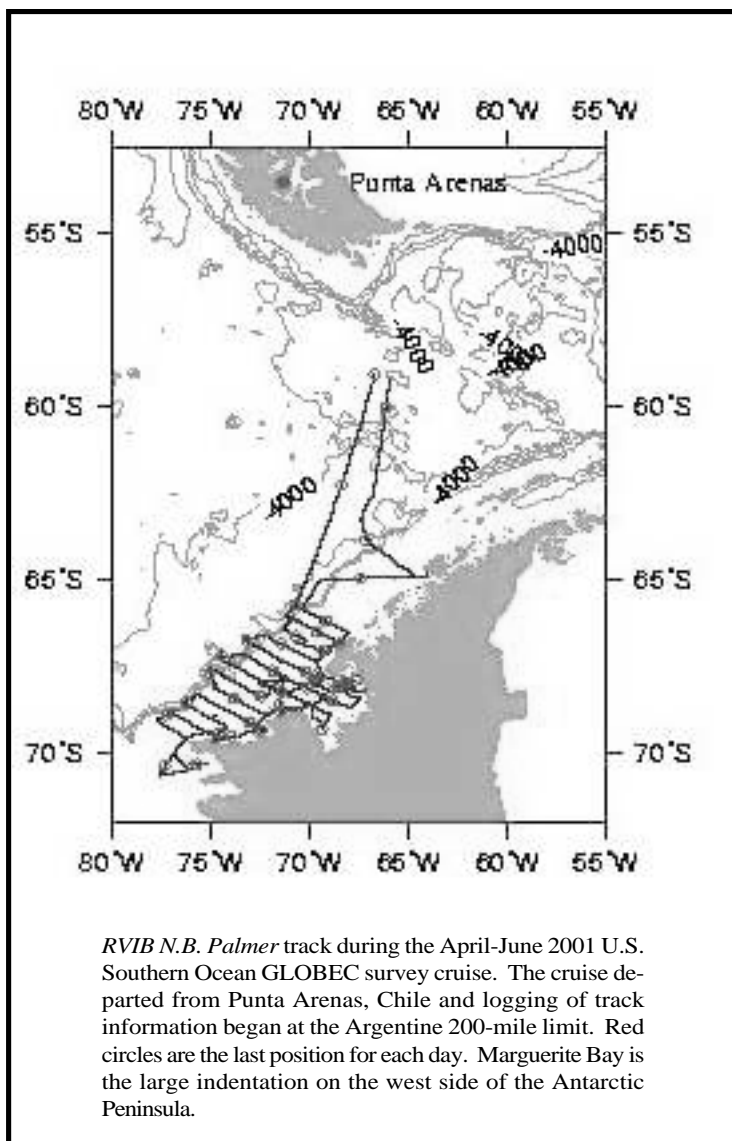 80°W 75°W 70°W 65°W 60°W 55°W
Punta Arenas
55°S 55°S
-4000
-4000
-4000
60°S 60°S
-4000
-4000
65°S 65°S
70°S 70°S
80°W 75°W 70°W 65°W 60°W 55°W
RVIB N.B. Palmer track during the April-June 2001 U.S.
Southern Ocean GLOBEC survey cruise. The cruise de-
parted from Punta Arenas, Chile and logging of track
information began at the Argentine 200-mile limit. Red
circles are the last position for each day. Marguerite Bay is
the large indentation on the west side of the Antarctic
Peninsula.